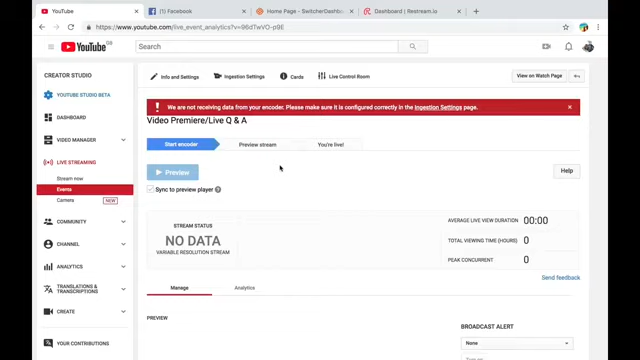 YouTube
Facebook
Home Page - SwitcherDashbo
Dashboard | Restream.io
https://www.youtube.com/live_event_analytics?v=96dTwVO-p9E
YouTube GB
Search
CREATOR STUDIO
Info and Settings
Ingestion Settings
Cards
Live Control Room
View on Watch Page
YOUTUBE STUDIO BETA
We are not receiving data from your encoder. Please make sure it is configured correctly in the Ingestion Settings page.
DASHBOARD
Video Premiere/Live Q & A
VIDEO MANAGER
Start encoder
Preview stream
You're live!
LIVE STREAMING
Preview
Help
Stream now
Events
Sync to preview player
Camera
NEW
COMMUNITY
STREAM STATUS
NO DATA
VARIABLE RESOLUTION STREAM
AVERAGE LIVE VIEW DURATION 00:00
TOTAL VIEWING TIME (HOURS) 0
PEAK CONCURRENT 0
CHANNEL
ANALYTICS
Send feedback
TRANSLATIONS &
TRANSCRIPTIONS
Manage
Analytics
CREATE
PREVIEW
BROADCAST ALERT
YOUR CONTRIBUTIONS
None